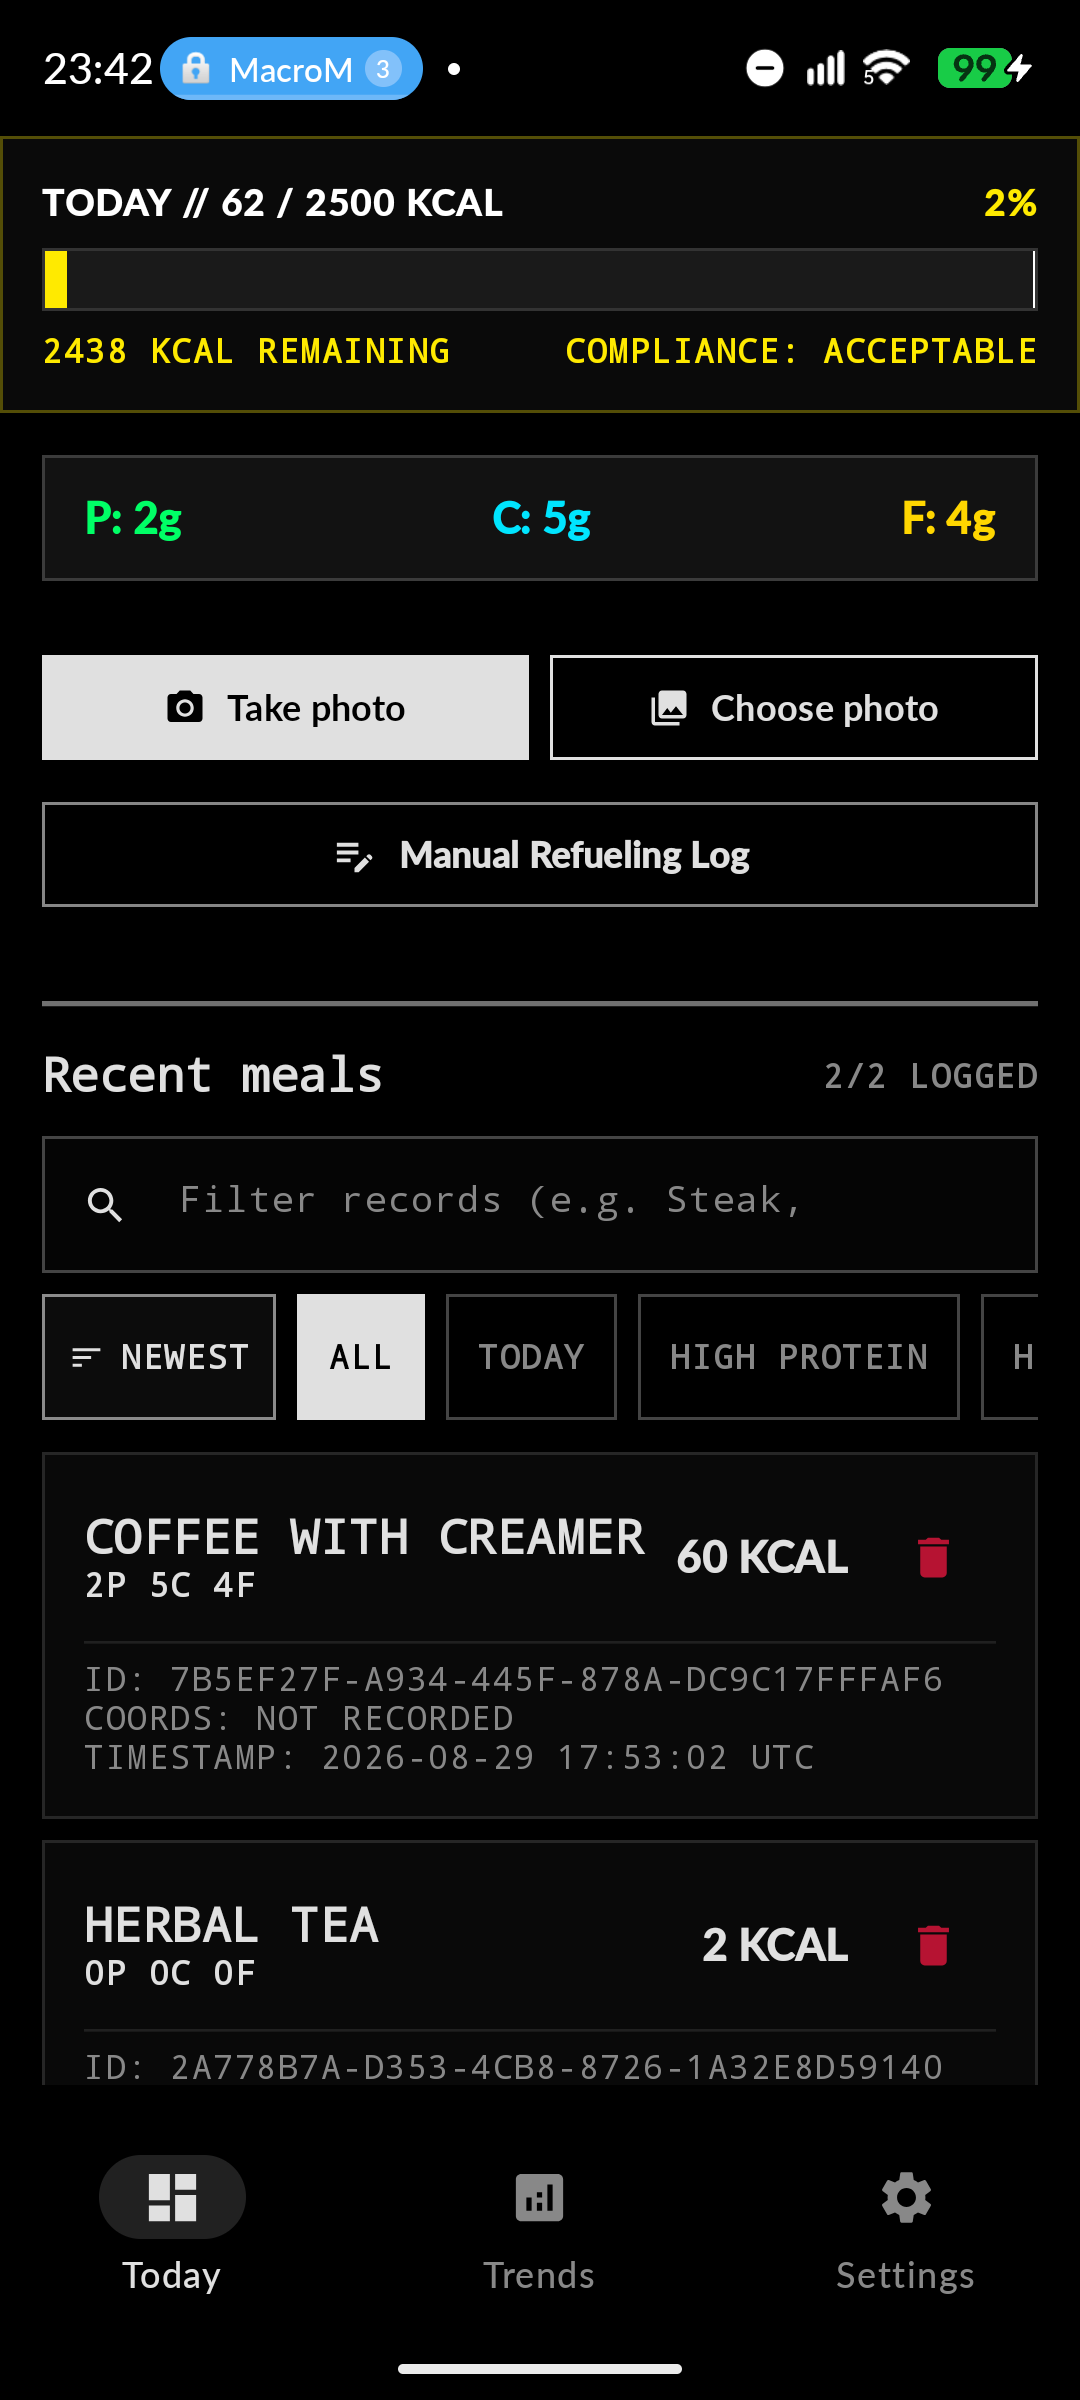 23:42 MacroM 3 5 99
TODAY // 62 / 2500 KCAL 2%
2438 KCAL REMAINING COMPLIANCE: ACCEPTABLE
P: 2g C: 5g F: 4g
Take photo Choose photo
Manual Refueling Log
Recent meals 2/2 LOGGED
Filter records (e.g. Steak,
NEWEST ALL TODAY HIGH PROTEIN H
COFFEE WITH CREAMER 60 KCAL
2P 5C 4F
ID: 7B5EF27F-A934-445F-878A-DC9C17FFFAF6
COORDS: NOT RECORDED
TIMESTAMP: 2026-08-29 17:53:02 UTC
HERBAL TEA 2 KCAL
0P 0C 0F
ID: 2A778B7A-D353-4CB8-8726-1A32E8D59140
Today Trends Settings